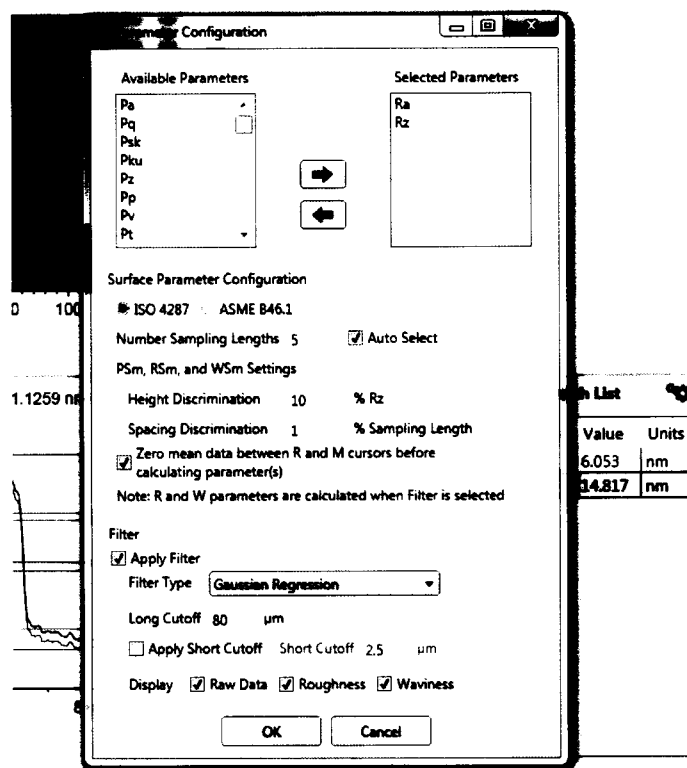 Configuration
Available Parameters
Selected Parameters
Pa
Pq
Psk
Pku
Pz
Pp
Pv
Pt
Ra
Rz
Surface Parameter Configuration
ISO 4287 ASME B46.1
Number Sampling Lengths 5 Auto Select
PSm, RSm, and WSm Settings
Height Discrimination 10 % Rz
Spacing Discrimination 1 % Sampling Length
Zero mean data between R and M cursors before
calculating parameter(s)
Note: R and W parameters are calculated when Filter is selected
Filter
Apply Filter
Filter Type Gaussian Regression
Long Cutoff 80 µm
Apply Short Cutoff Short Cutoff 2.5 µm
Display Raw Data Roughness Waviness
OK Cancel
100
1.1259
List
Value Units
6.053 nm
14.817 nm